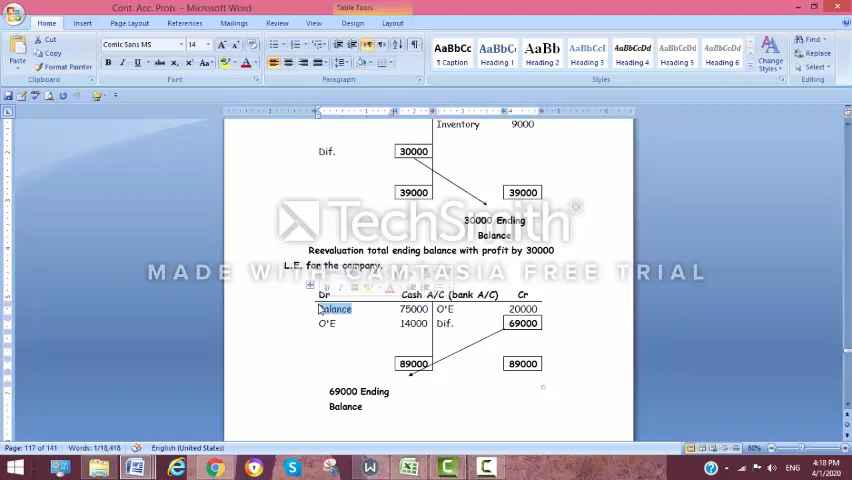 Cont. Acc. Prob. - Microsoft Word
Table Tools
Home Insert Page Layout References Mailings Review View Design Layout
Paste
Cut
Copy
Format Painter
Clipboard
Comic Sans MS 14
Font
Paragraph
AaBbCc AaBbCc AaBb AaBbCcI AaBbCcDd AaBbCcDd AaBbCcDd
¶ Caption Heading 1 Heading 2 Heading 3 Heading 4 Heading 5 Heading 6
Styles
Change Styles
Find
Replace
Select
Editing
Inventory 9000
Dif. 30000
39000 39000
30000 Ending
Balance
TechSmith®
Reevaluation total ending balance with profit by 30000
L.E. for the company.
MADE WITH CAMTASIA FREE TRIAL
Dr Cash A/C (bank A/C) Cr
Balance 75000 O'E 20000
O'E 14000 Dif. 69000
89000 89000
69000 Ending
Balance
Page: 117 of 141 Words: 1/18,418 English (United States) 80%
ENG
4:18 PM
4/1/2020